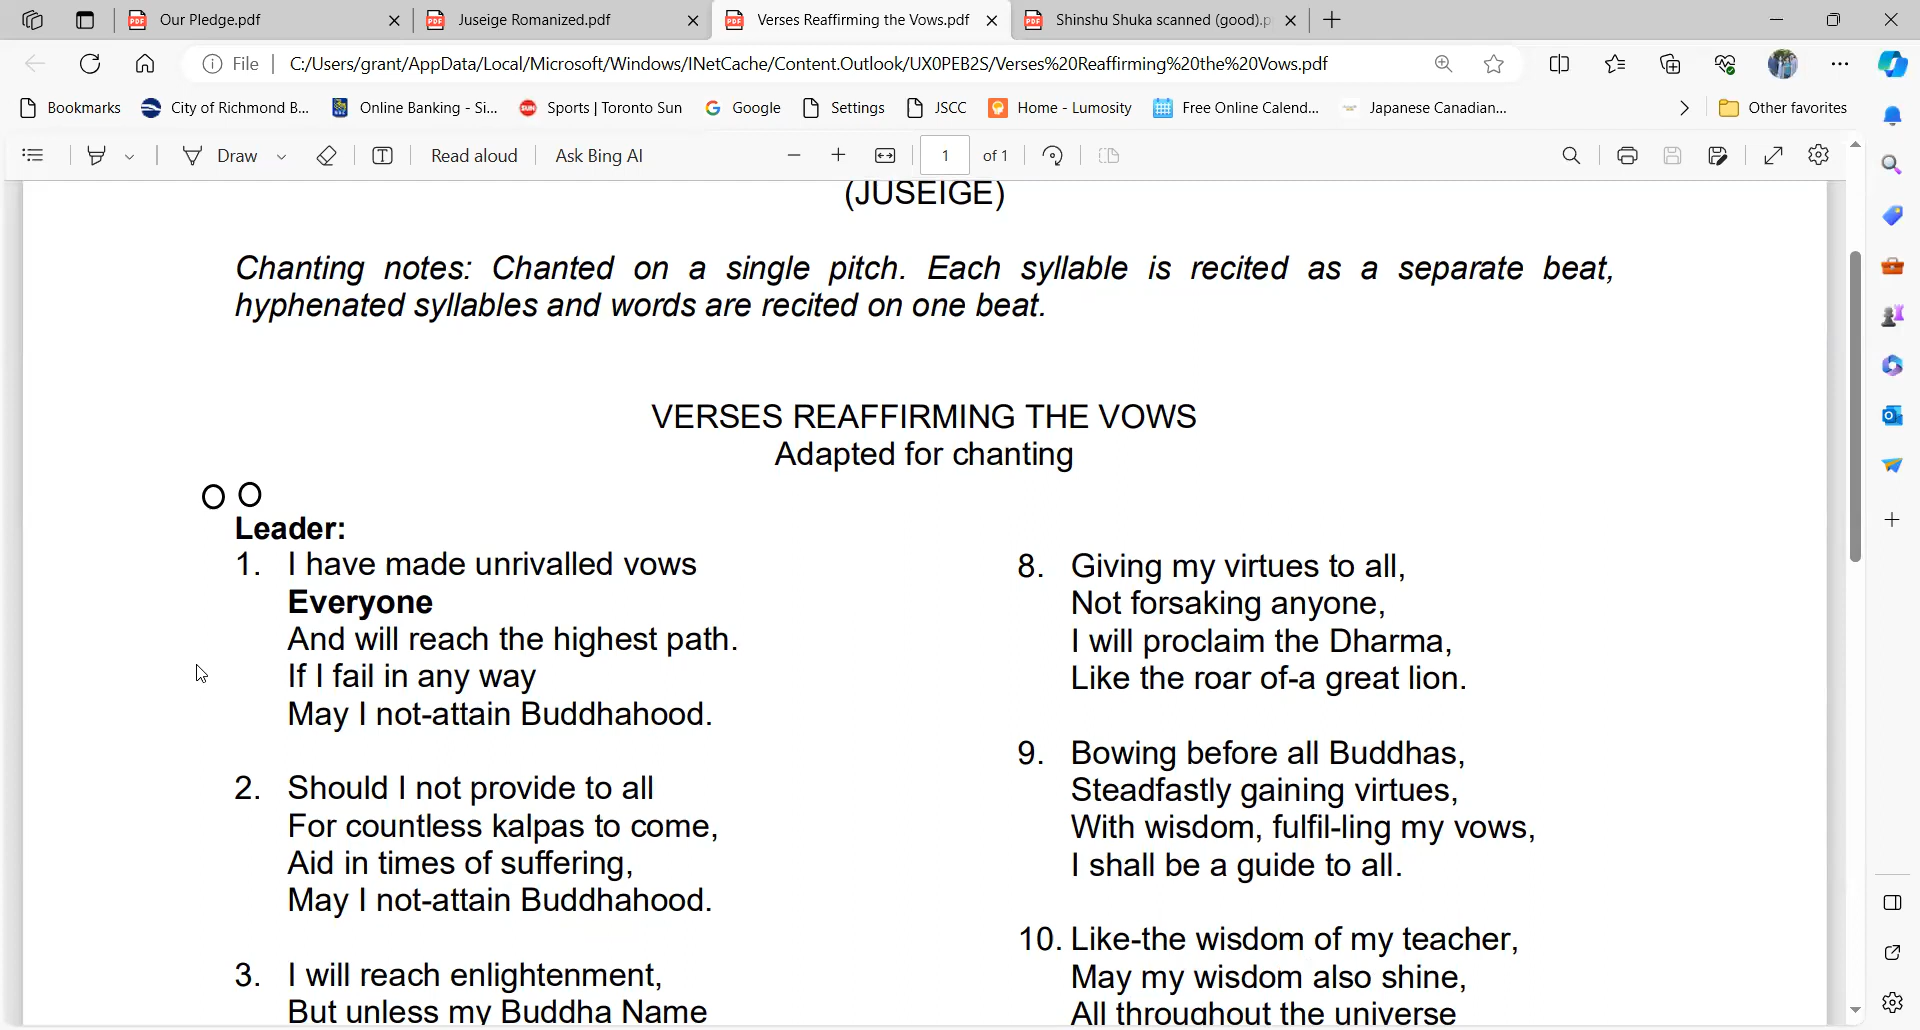 Our Pledge.pdf
Juseige Romanized.pdf
Verses Reaffirming the Vows.pdf
Shinshu Shuka scanned (good).p
File
C:/Users/grant/AppData/Local/Microsoft/Windows/INetCache/Content.Outlook/UX0PEB2S/Verses%20Reaffirming%20the%20Vows.pdf
Bookmarks
City of Richmond B...
Online Banking - Si...
Sports | Toronto Sun
Google
Settings
JSCC
Home - Lumosity
Free Online Calend...
Japanese Canadian...
Other favorites
Draw
Read aloud
Ask Bing AI
1
of 1
(JUSEIGE)
Chanting notes: Chanted on a single pitch. Each syllable is recited as a separate beat,
hyphenated syllables and words are recited on one beat.
VERSES REAFFIRMING THE VOWS
Adapted for chanting
O O
Leader:
1. I have made unrivalled vows
Everyone
And will reach the highest path.
If I fail in any way
May I not-attain Buddhahood.
2. Should I not provide to all
For countless kalpas to come,
Aid in times of suffering,
May I not-attain Buddhahood.
3. I will reach enlightenment,
But unless my Buddha Name
8. Giving my virtues to all,
Not forsaking anyone,
I will proclaim the Dharma,
Like the roar of-a great lion.
9. Bowing before all Buddhas,
Steadfastly gaining virtues,
With wisdom, fulfil-ling my vows,
I shall be a guide to all.
10. Like-the wisdom of my teacher,
May my wisdom also shine,
All throughout the universe